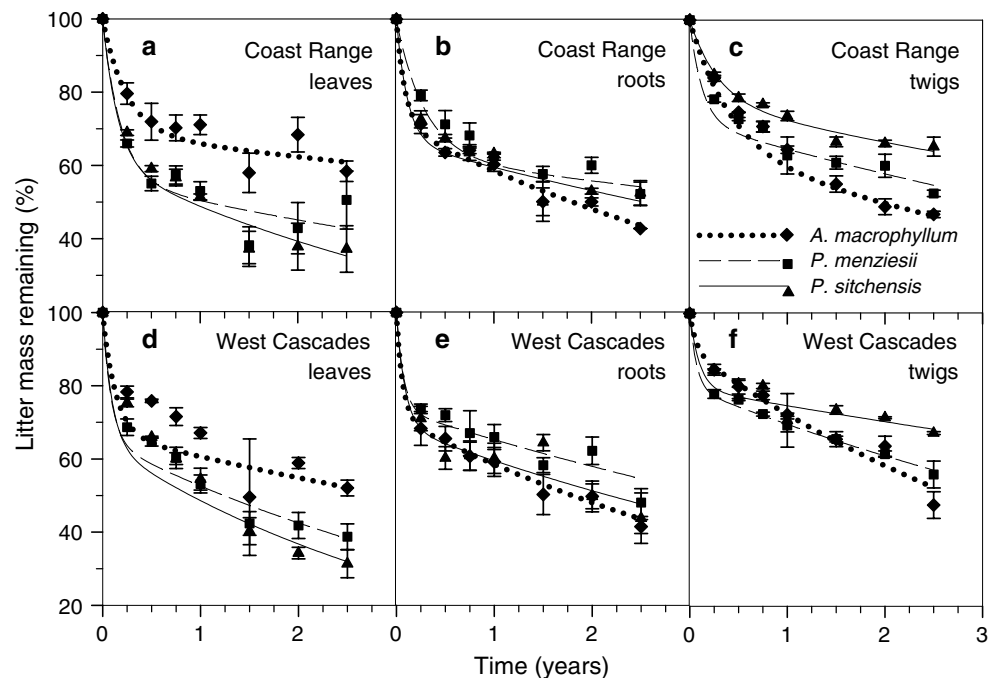 Litter mass remaining (%)
100
80
60
40
a
Coast Range
leaves
b
Coast Range
roots
c
Coast Range
twigs
A. macrophyllum
P. menziesii
P. sitchensis
100
80
60
40
20
d
West Cascades
leaves
e
West Cascades
roots
f
West Cascades
twigs
0 1 2 0 1 2 0 1 2 3
Time (years)